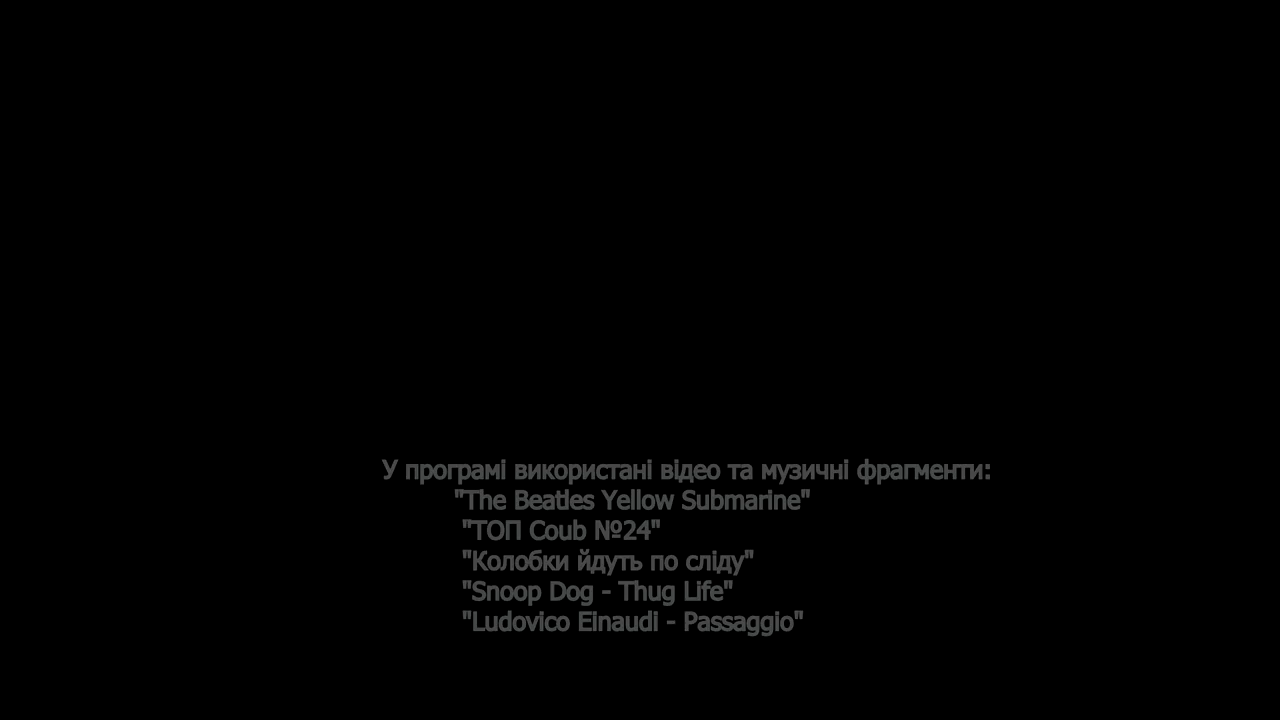 У програмі використані відео та музичні фрагменти:
"The Beatles Yellow Submarine"
"ТОП Coub №24"
"Колобки йдуть по сліду"
"Snoop Dog - Thug Life"
"Ludovico Einaudi - Passaggio"